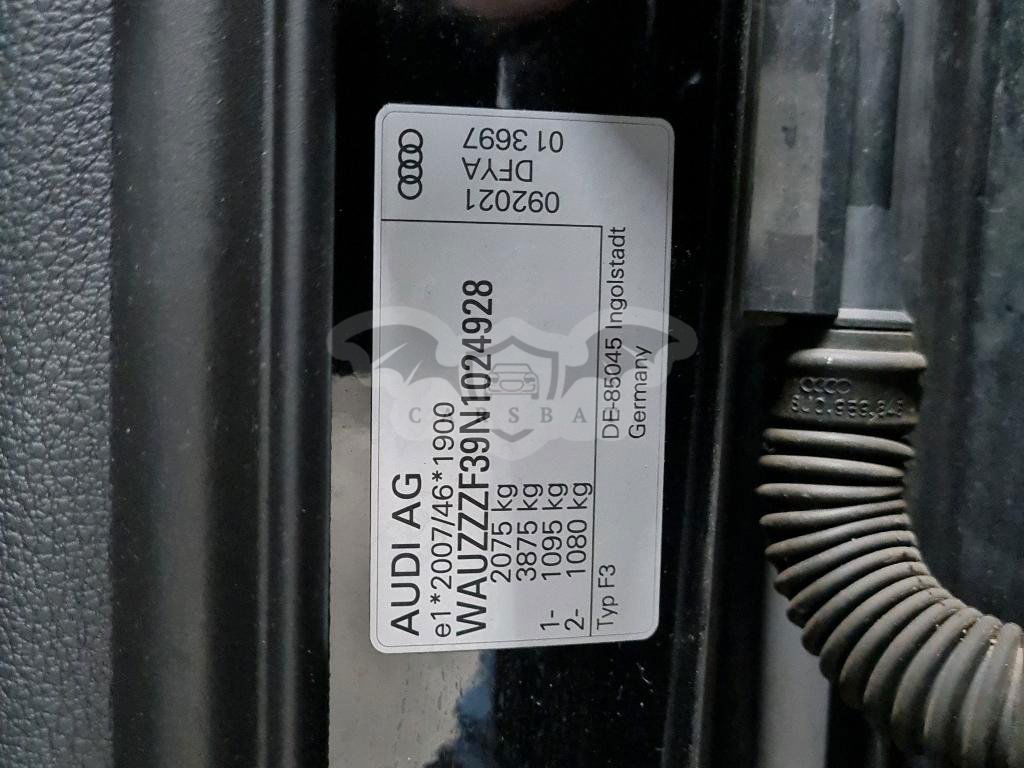 AUDI AG
e1*2007/46*1900
WAUZZZF39N1024928
2075 kg
3875 kg
1- 1095 kg
2- 1080 kg
Typ F3
DE-85045 Ingolstadt
Germany
092021
DFYA
01 3697